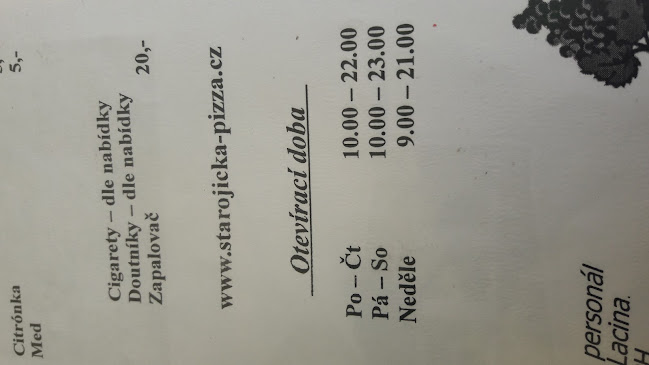 Citrónka
Med 5,-
Cigarety – dle nabídky
Doutníky – dle nabídky
Zapalovač 20,-
www.starojicka-pizza.cz
Otevírací doba
Po – Čt 10.00 – 22.00
Pá – So 10.00 – 23.00
Neděle 9.00 – 21.00
personál
Lacina.